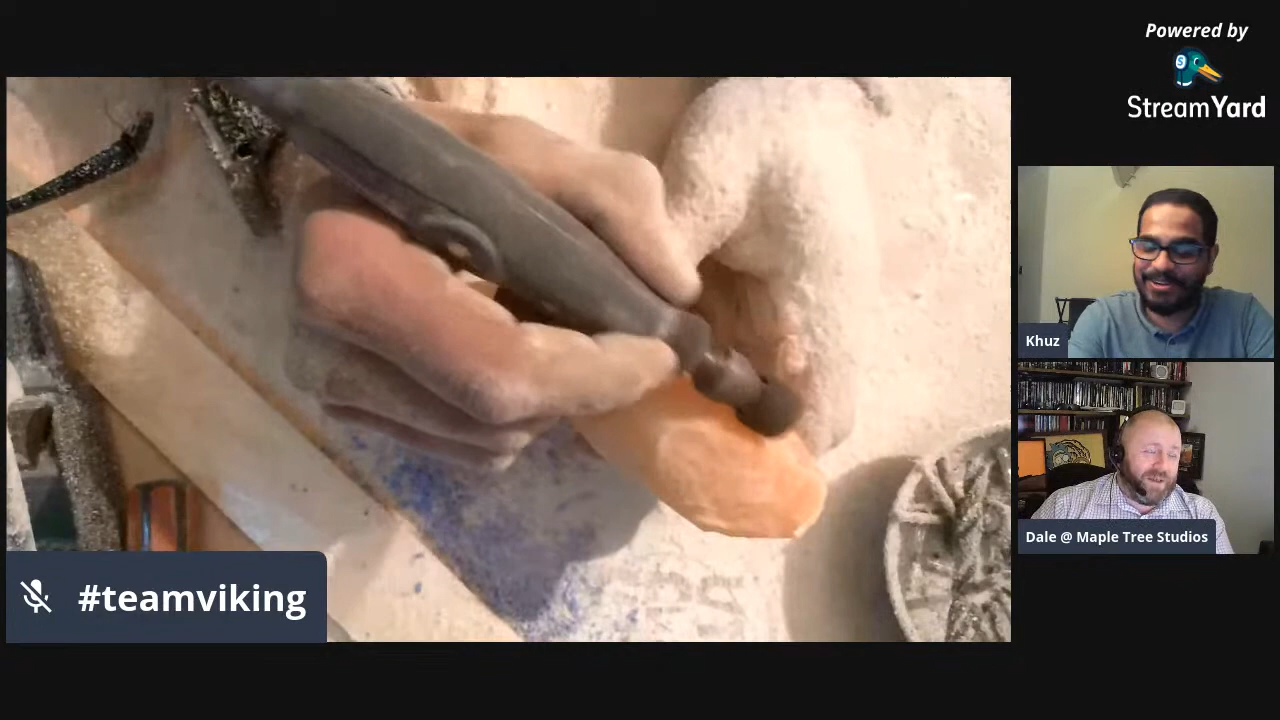 Powered by
StreamYard
Khuz
Dale @ Maple Tree Studios
#teamviking